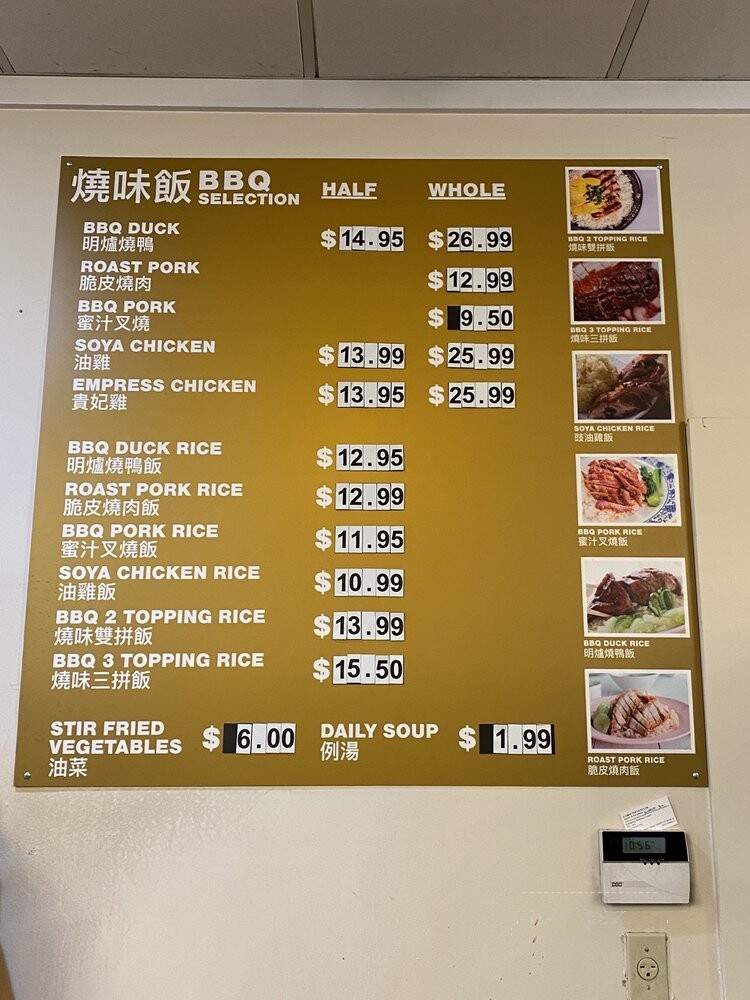 燒味飯 BBQ SELECTION HALF WHOLE
BBQ DUCK $14.95 $26.99
明爐燒鴨
ROAST PORK $12.99
脆皮燒肉
BBQ PORK $9.50
蜜汁叉燒
SOYA CHICKEN $13.99 $25.99
油雞
EMPRESS CHICKEN $13.95 $25.99
貴妃雞
BBQ DUCK RICE $12.95
明爐燒鴨飯
ROAST PORK RICE $12.99
脆皮燒肉飯
BBQ PORK RICE $11.95
蜜汁叉燒飯
SOYA CHICKEN RICE $10.99
油雞飯
BBQ 2 TOPPING RICE $13.99
燒味雙拼飯
BBQ 3 TOPPING RICE $15.50
燒味三拼飯
STIR FRIED
VEGETABLES $6.00
油菜
DAILY SOUP $1.99
例湯
BBQ 2 TOPPING RICE
燒味雙拼飯
BBQ 3 TOPPING RICE
燒味三拼飯
SOYA CHICKEN RICE
豉油雞飯
BBQ PORK RICE
蜜汁叉燒飯
BBQ DUCK RICE
明爐燒鴨飯
ROAST PORK RICE
脆皮燒肉飯
10:56
DSC